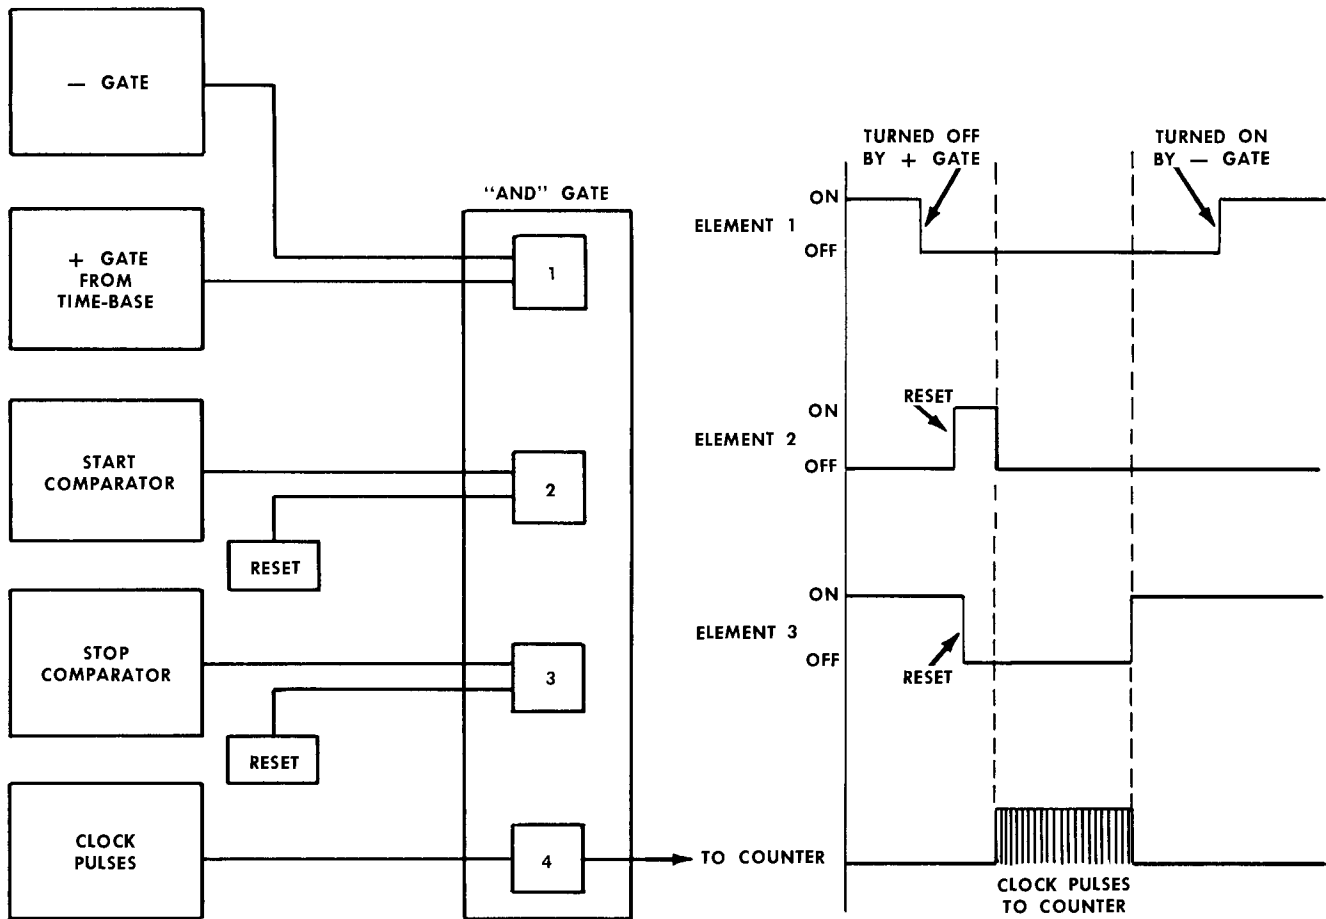 — GATE
+ GATE
FROM
TIME-BASE
START
COMPARATOR
RESET
STOP
COMPARATOR
RESET
CLOCK
PULSES
“AND” GATE
1
2
3
4
TO COUNTER
TURNED OFF
BY + GATE
TURNED ON
BY — GATE
ELEMENT 1
ON
OFF
RESET
ELEMENT 2
ON
OFF
ELEMENT 3
ON
OFF
RESET
CLOCK PULSES
TO COUNTER